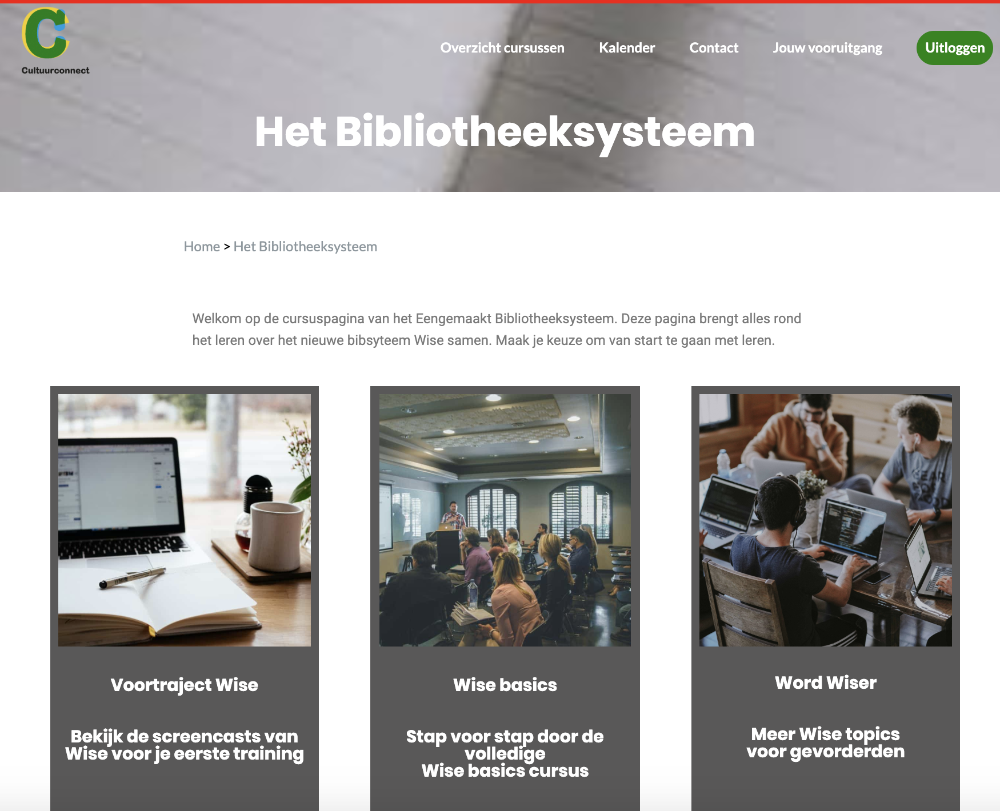 Cultuurconnect
Overzicht cursussen
Kalender
Contact
Jouw vooruitgang
Uitloggen
Het Bibliotheeksysteem
Home > Het Bibliotheeksysteem
Welkom op de cursuspagina van het Eengemaakt Bibliotheeksysteem. Deze pagina brengt alles rond
het leren over het nieuwe bibsyteem Wise samen. Maak je keuze om van start te gaan met leren.
Voortraject Wise
Bekijk de screencasts van
Wise voor je eerste training
Wise basics
Stap voor stap door de
volledige
Wise basics cursus
Word Wiser
Meer Wise topics
voor gevorderden